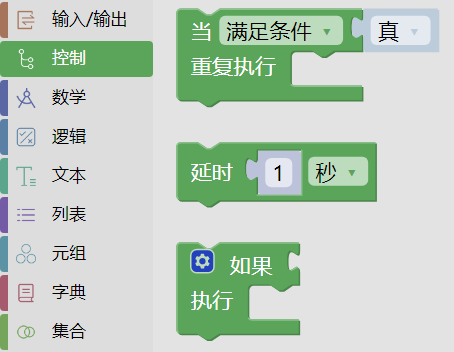 输入/输出
控制
数学
逻辑
文本
列表
元组
字典
集合
当 满足条件 真
重复执行
延时 1 秒
如果
执行